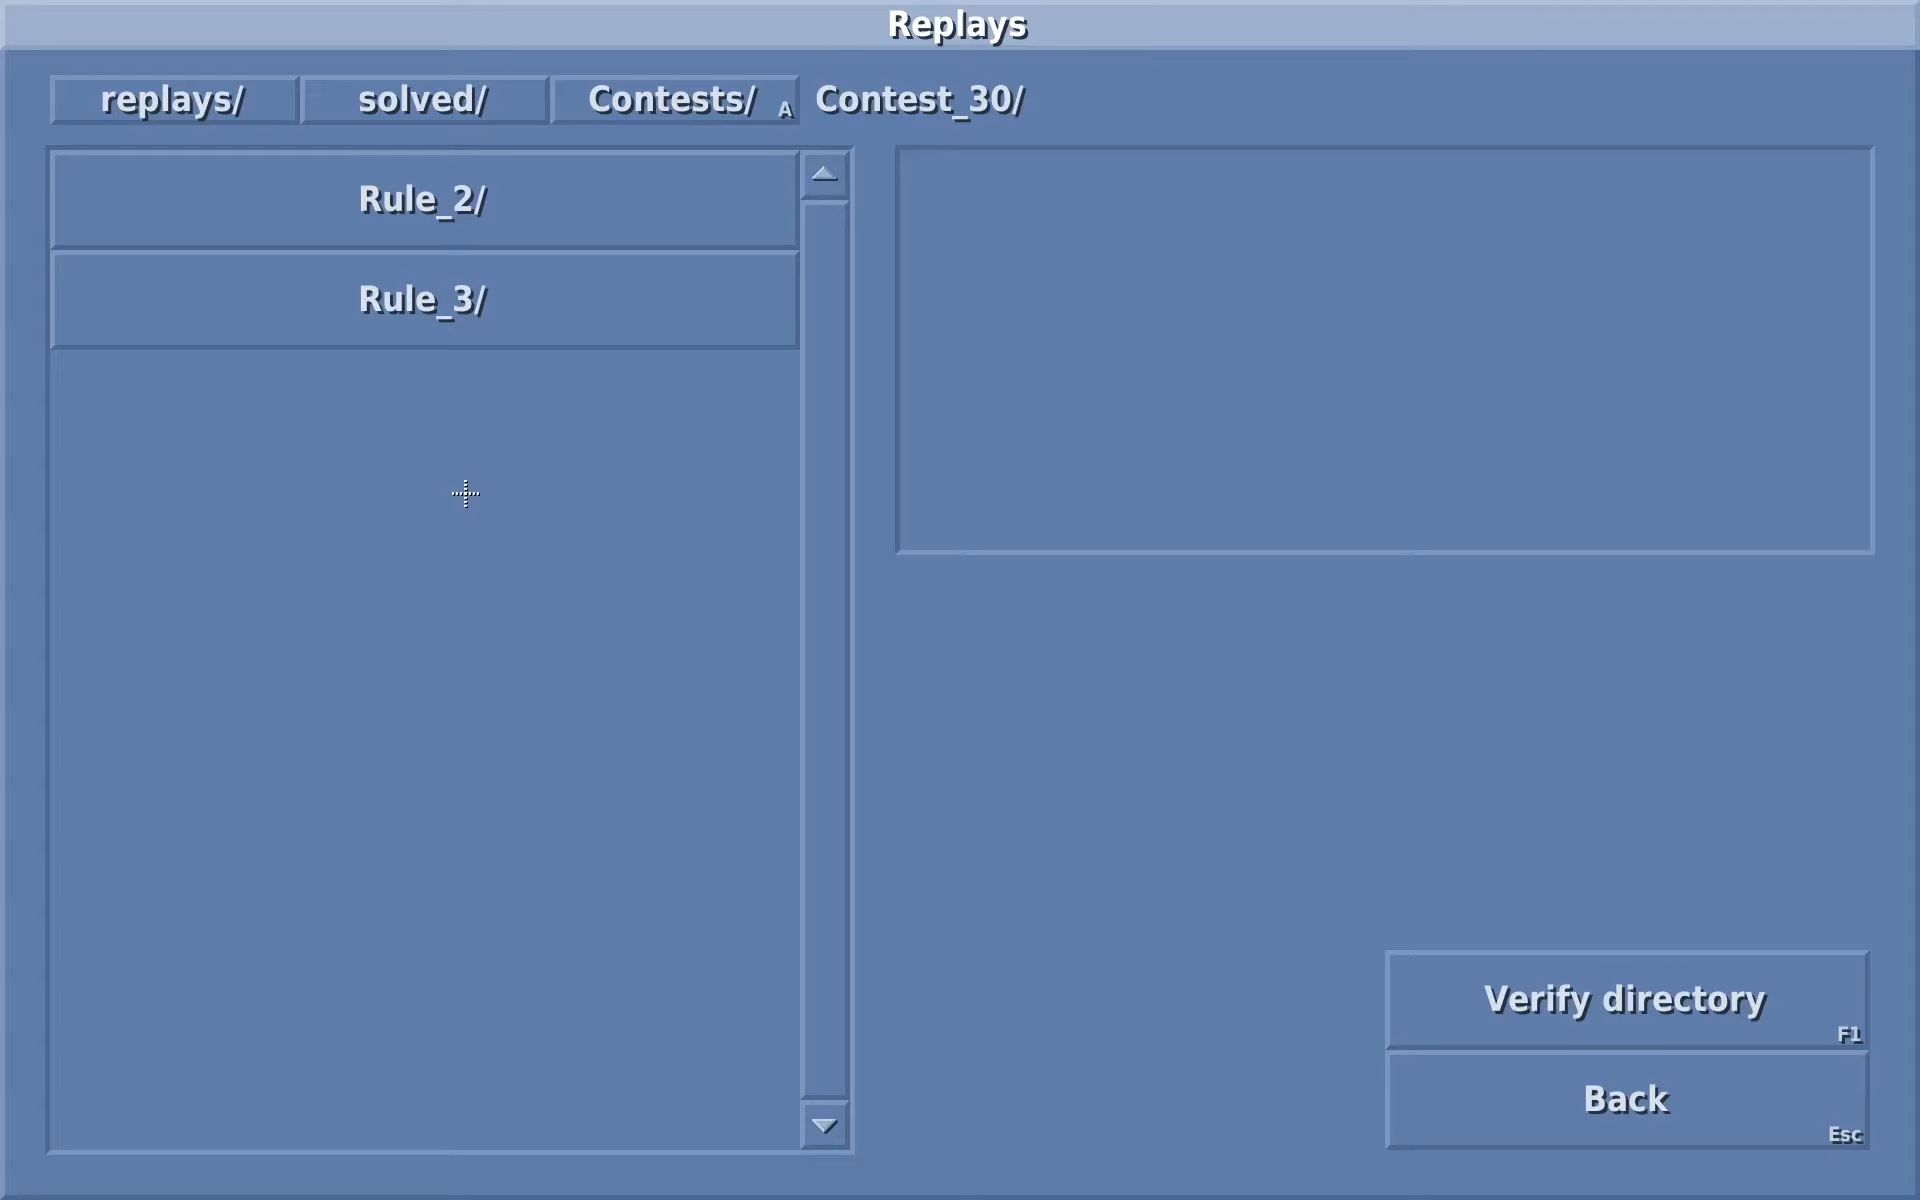 Replays
replays/ solved/ Contests/ A Contest_30/
Rule_2/
Rule_3/
Verify directory
F1
Back
Esc